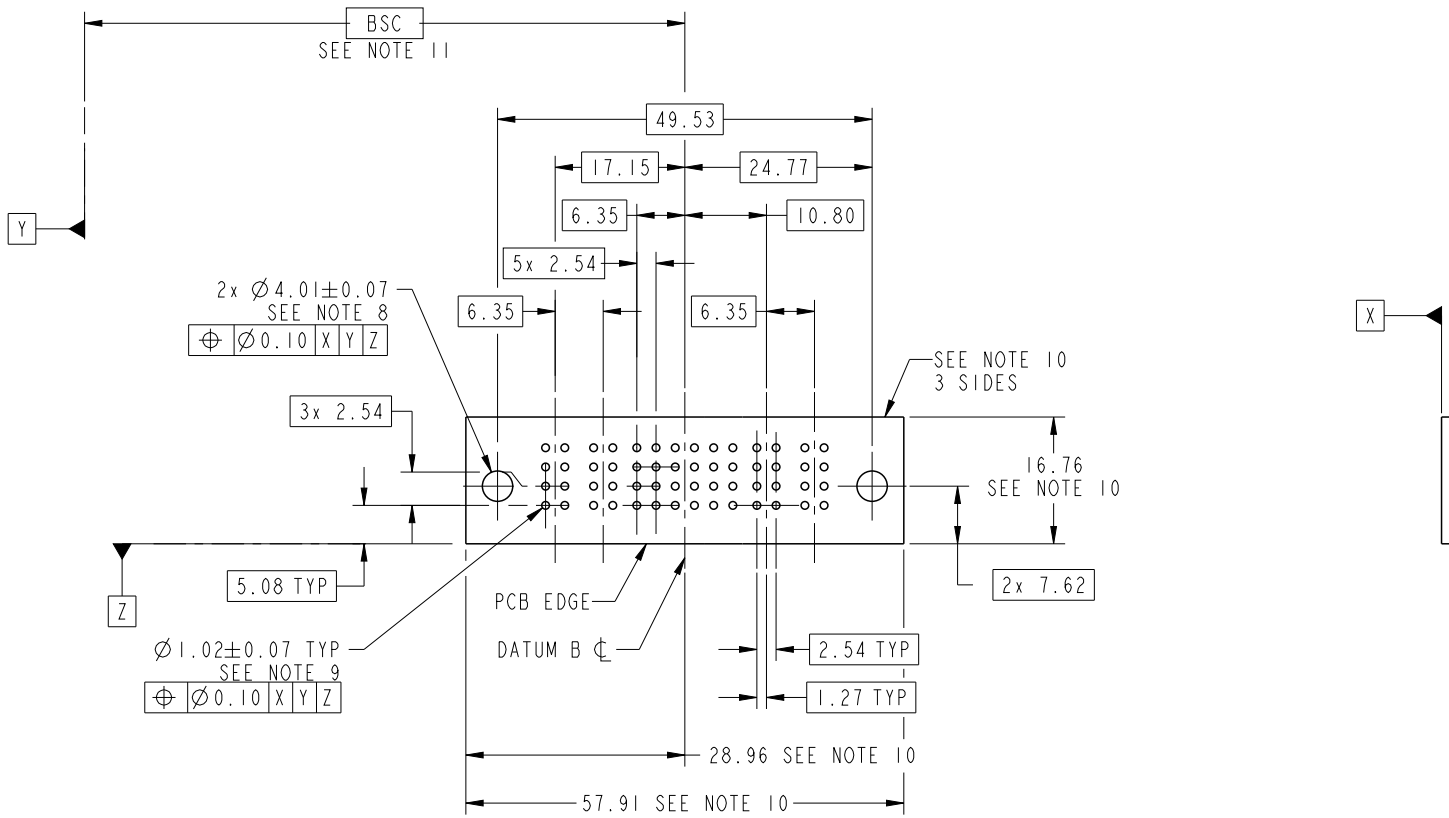 BSC
SEE NOTE 11
49.53
17.15
24.77
Y
6.35
10.80
5x 2.54
2x Ø4.01±0.07
SEE NOTE 8
⌖ Ø0.10 X Y Z
6.35
6.35
X
SEE NOTE 10
3 SIDES
3x 2.54
16.76
SEE NOTE 10
5.08 TYP
2x 7.62
Z
PCB EDGE
Ø1.02±0.07 TYP
SEE NOTE 9
⌖ Ø0.10 X Y Z
DATUM B ℄
2.54 TYP
1.27 TYP
28.96 SEE NOTE 10
57.91 SEE NOTE 10